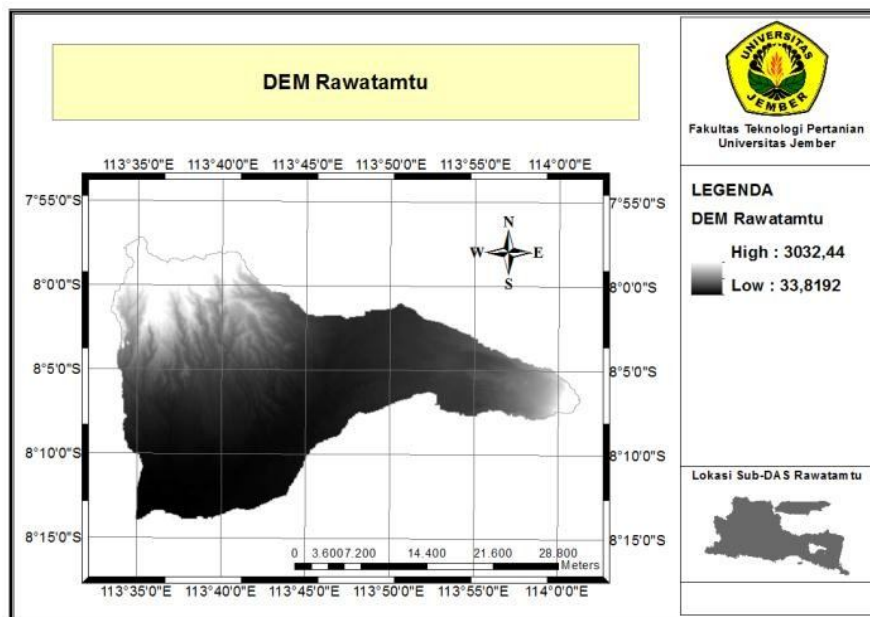 DEM Rawatamtu
UNIVERSITAS
JEMBER
Fakultas Teknologi Pertanian
Universitas Jember
113°35'0"E 113°40'0"E 113°45'0"E 113°50'0"E 113°55'0"E 114°0'0"E
7°55'0"S 7°55'0"S
N
W E
S
8°0'0"S 8°0'0"S
8°5'0"S 8°5'0"S
8°10'0"S 8°10'0"S
8°15'0"S 8°15'0"S
0 3.600 7.200 14.400 21.600 28.800
Meters
113°35'0"E 113°40'0"E 113°45'0"E 113°50'0"E 113°55'0"E 114°0'0"E
LEGENDA
DEM Rawatamtu
High : 3032,44
Low : 33,8192
Lokasi Sub-DAS Rawatamtu